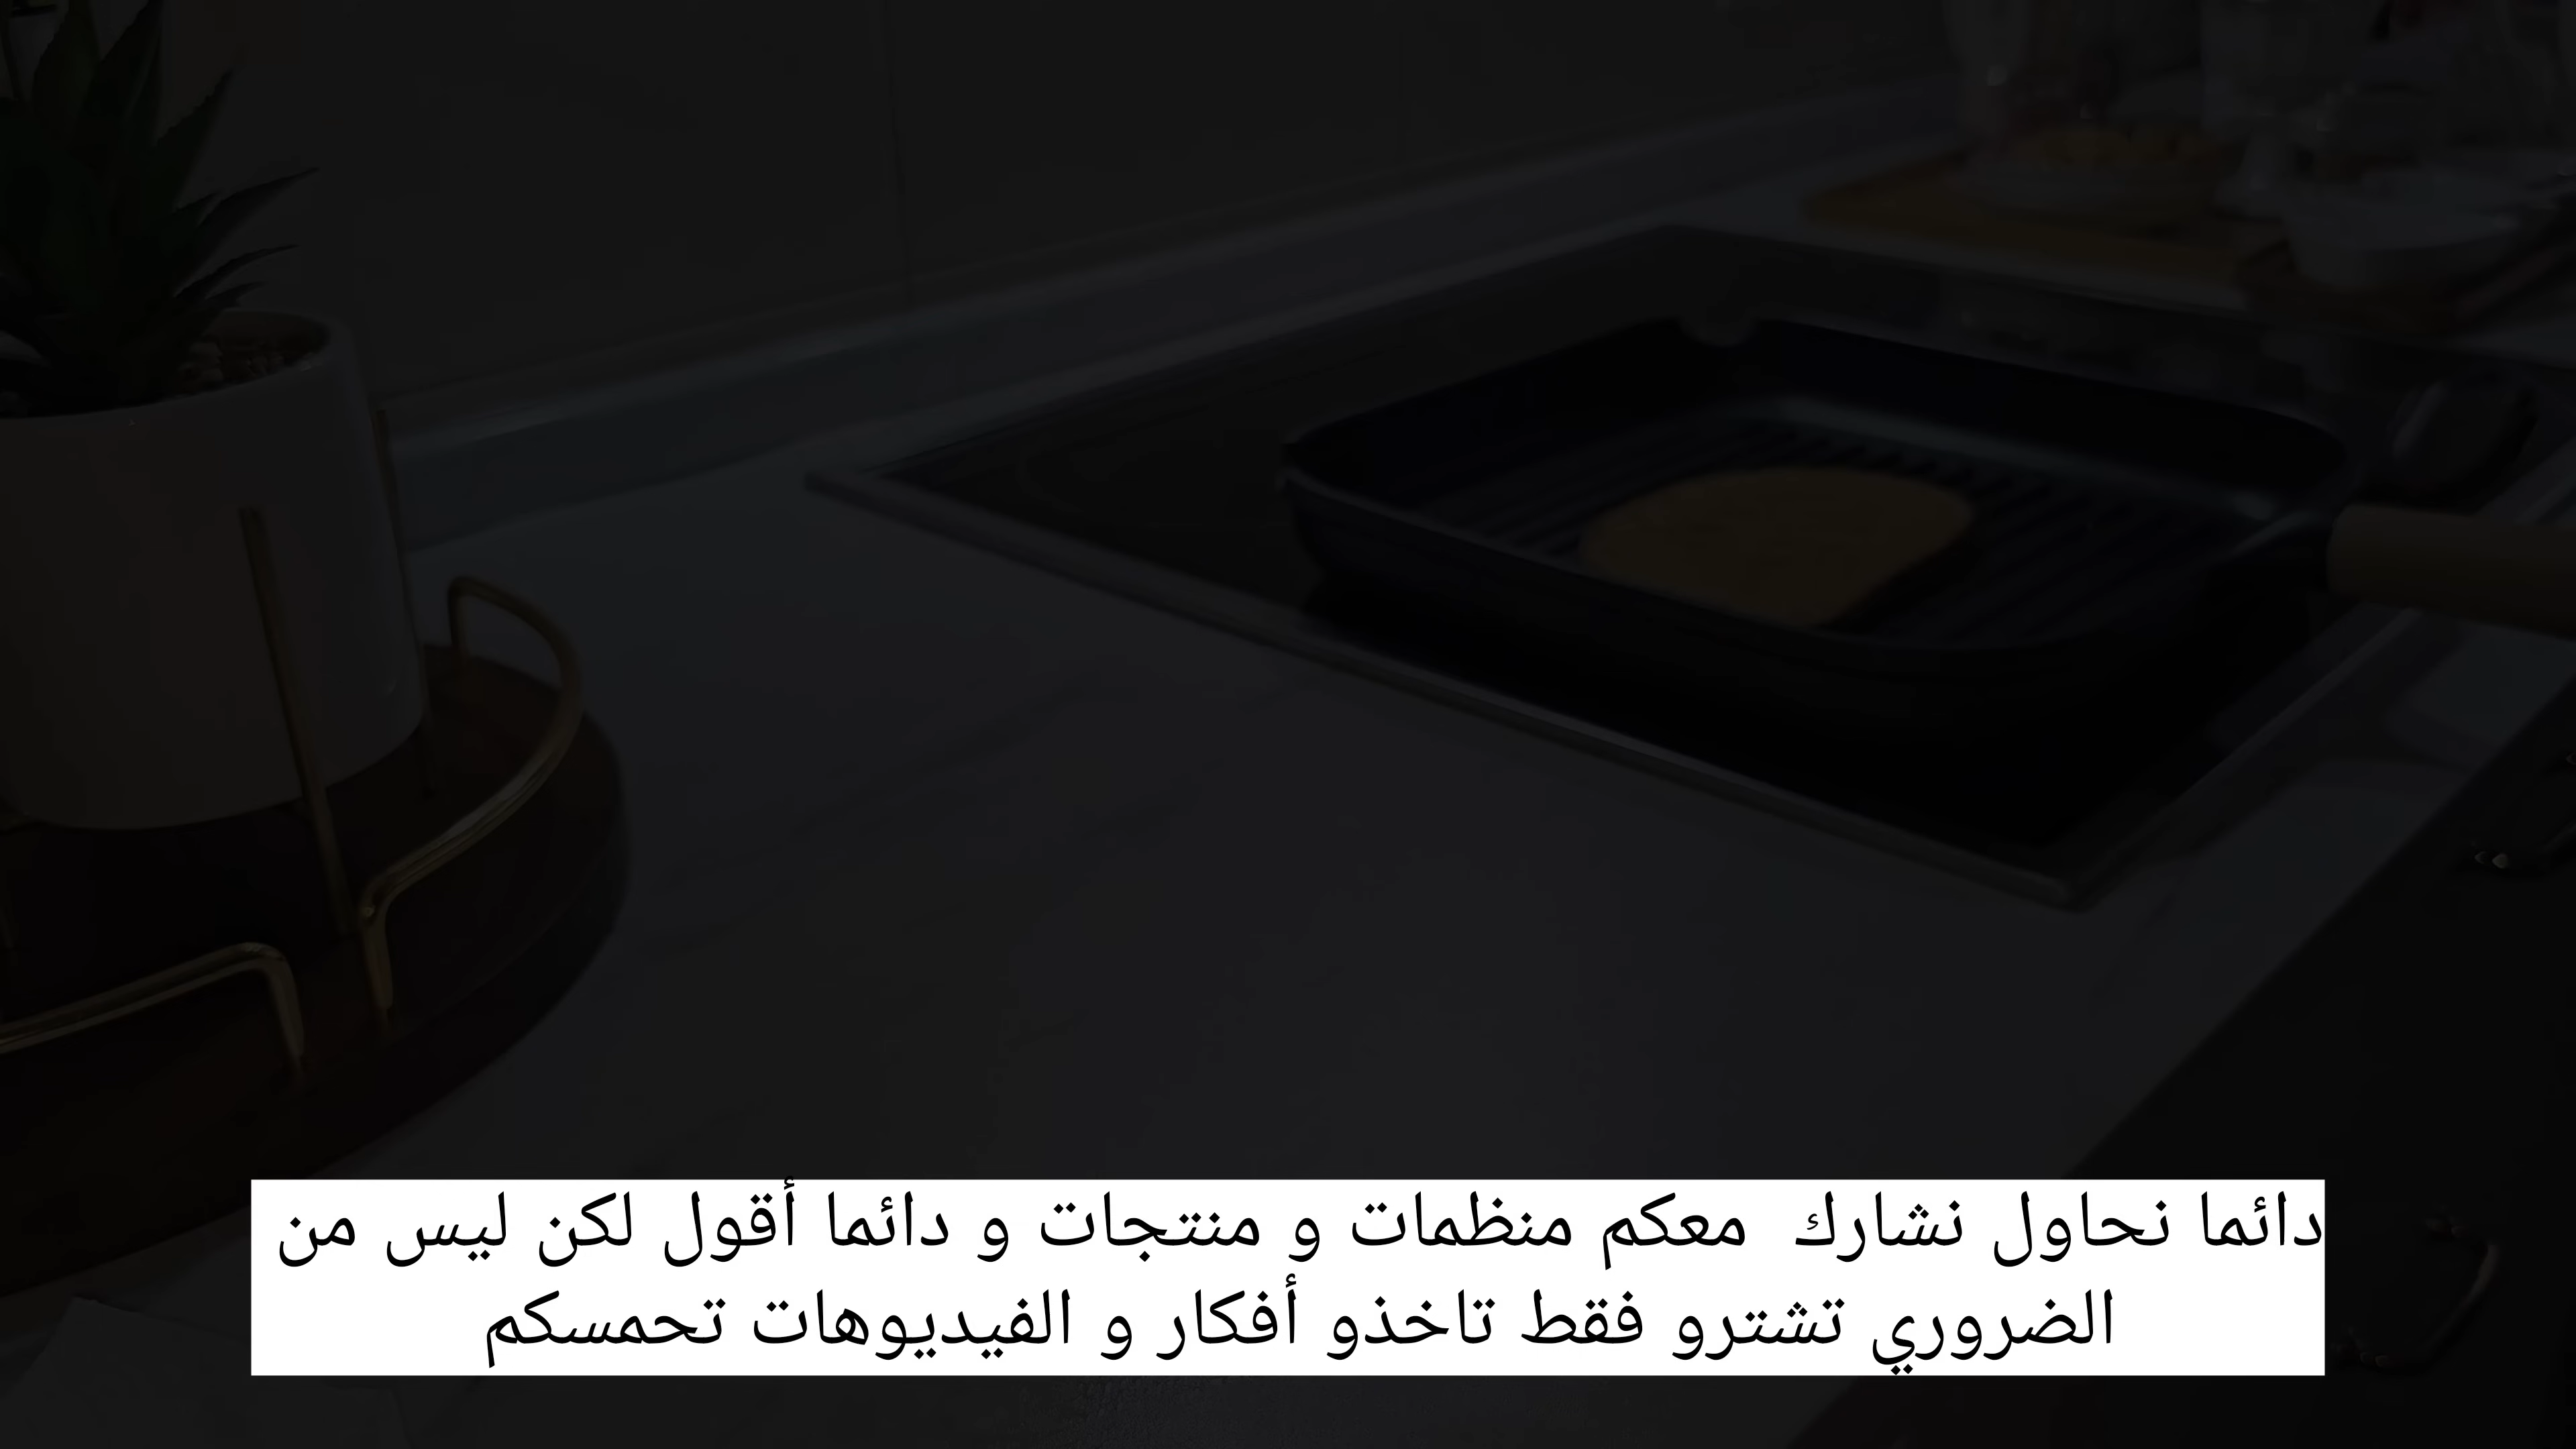 دائما نحاول نشارك  معكم منظمات و منتجات و دائما أقول لكن ليس من
الضروري تشترو فقط تاخذو أفكار و الفيديوهات تحمسكم